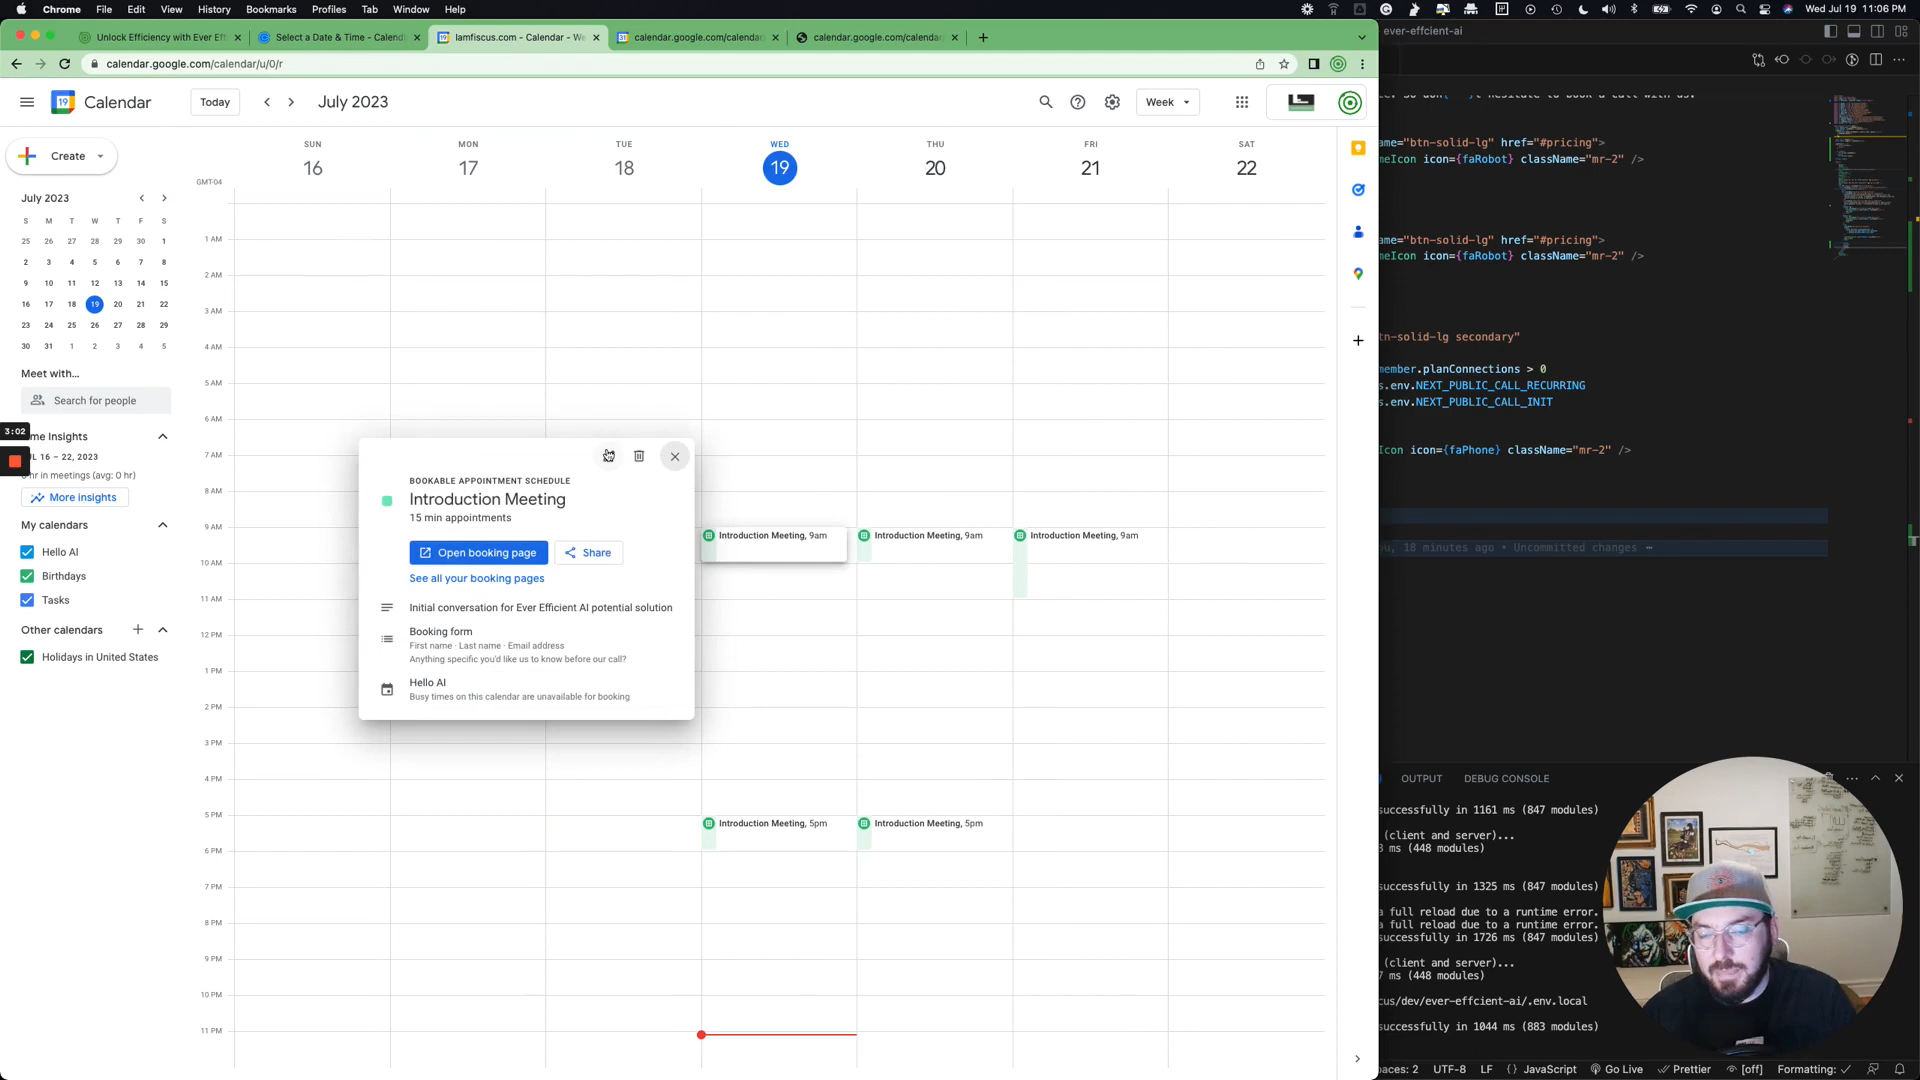 Chrome File Edit View History Bookmarks Profiles Tab Window Help
Wed Jul 19 11:06 PM
Unlock Efficiency with Ever Ef
Select a Date & Time - Calendl
Iamfiscus.com - Calendar - We
calendar.google.com/calendar
calendar.google.com/calendar
ever-effcient-ai
calendar.google.com/calendar/u/0/r
19 Calendar Today July 2023 Week
Create
July 2023
S M T W T F S
25 26 27 28 29 30 1
2 3 4 5 6 7 8
9 10 11 12 13 14 15
16 17 18 19 20 21 22
23 24 25 26 27 28 29
30 31 1 2 3 4 5
Meet with...
Search for people
3:02
me Insights
UL 16 – 22, 2023
hr in meetings (avg: 0 hr)
More insights
My calendars
Hello AI
Birthdays
Tasks
Other calendars
Holidays in United States
SUN MON TUE WED THU FRI SAT
16 17 18 19 20 21 22
GMT-04
1 AM
2 AM
3 AM
4 AM
5 AM
6 AM
7 AM
8 AM
9 AM
10 AM
11 AM
12 PM
1 PM
2 PM
3 PM
4 PM
5 PM
6 PM
7 PM
8 PM
9 PM
10 PM
11 PM
BOOKABLE APPOINTMENT SCHEDULE
Introduction Meeting
15 min appointments
Open booking page Share
See all your booking pages
Initial conversation for Ever Efficient AI potential solution
Booking form
First name · Last name · Email address
Anything specific you'd like us to know before our call?
Hello AI
Busy times on this calendar are unavailable for booking
Introduction Meeting, 9am
Introduction Meeting, 9am
Introduction Meeting, 9am
Introduction Meeting, 5pm
Introduction Meeting, 5pm
t hesitate to book a call with us.
ame="btn-solid-lg" href="#pricing">
meIcon icon={faRobot} className="mr-2" />
ame="btn-solid-lg" href="#pricing">
meIcon icon={faRobot} className="mr-2" />
tn-solid-lg secondary"
member.planConnections > 0
s.env.NEXT_PUBLIC_CALL_RECURRING
s.env.NEXT_PUBLIC_CALL_INIT
Icon icon={faPhone} className="mr-2" />
u, 18 minutes ago • Uncommitted changes
OUTPUT DEBUG CONSOLE
successfully in 1161 ms (847 modules)
(client and server)...
8 ms (448 modules)
successfully in 1325 ms (847 modules)
a full reload due to a runtime error.
a full reload due to a runtime error.
successfully in 1726 ms (847 modules)
(client and server)...
7 ms (448 modules)
cus/dev/ever-effcient-ai/.env.local
successfully in 1044 ms (883 modules)
paces: 2 UTF-8 LF {} JavaScript Go Live Prettier [off] Formatting: ✓